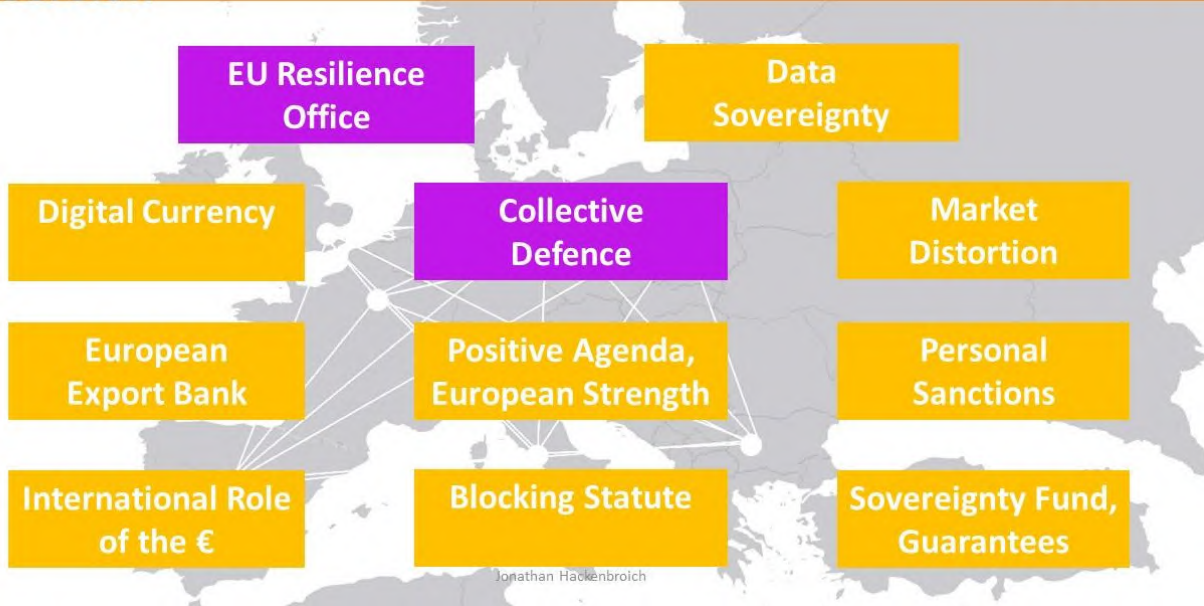 EU Resilience
Office
Data
Sovereignty
Digital Currency
Collective
Defence
Market
Distortion
European
Export Bank
Positive Agenda,
European Strength
Personal
Sanctions
International Role
of the €
Blocking Statute
Sovereignty Fund,
Guarantees
Jonathan Hackenbroich